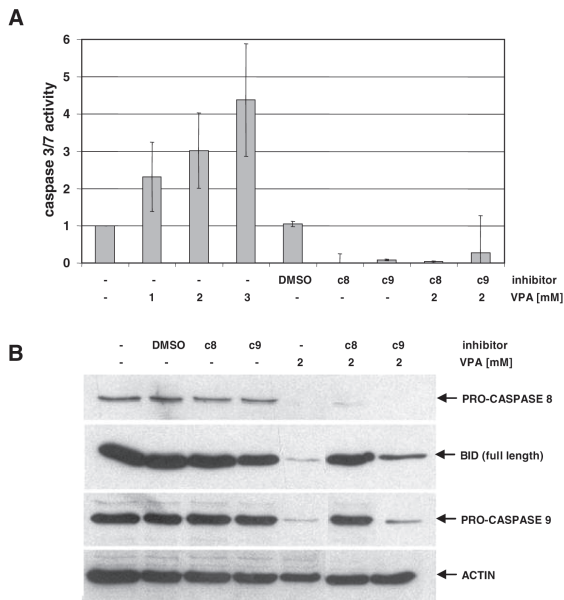 A
caspase 3/7 activity
6
5
4
3
2
1
0
- - - - DMSO c8 c9 c8 c9 inhibitor
- 1 2 3 - - - 2 2 VPA [mM]
B
- DMSO c8 c9 - c8 c9 inhibitor
- - - - 2 2 2 VPA [mM]
PRO-CASPASE 8
BID (full length)
PRO-CASPASE 9
ACTIN